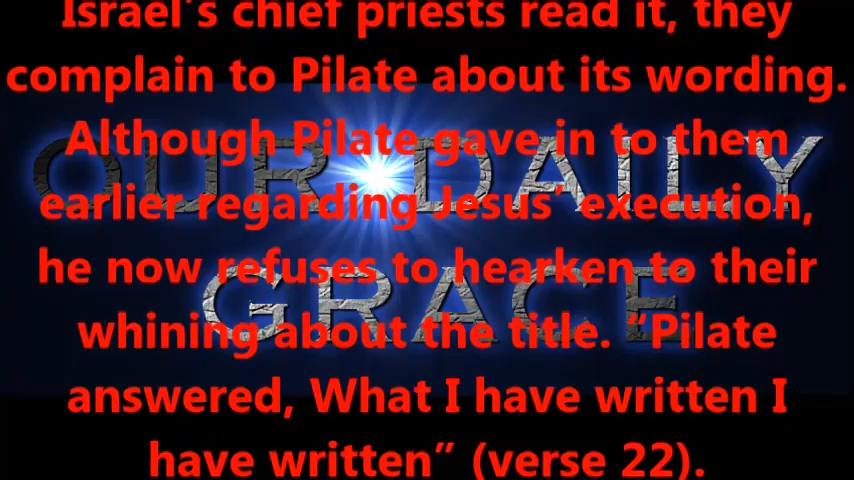 Israel's chief priests read it, they
complain to Pilate about its wording.
Although Pilate gave in to them
earlier regarding Jesus' execution,
he now refuses to hearken to their
whining about the title. “Pilate
answered, What I have written I
have written” (verse 22).
OUR DAILY
GRACE